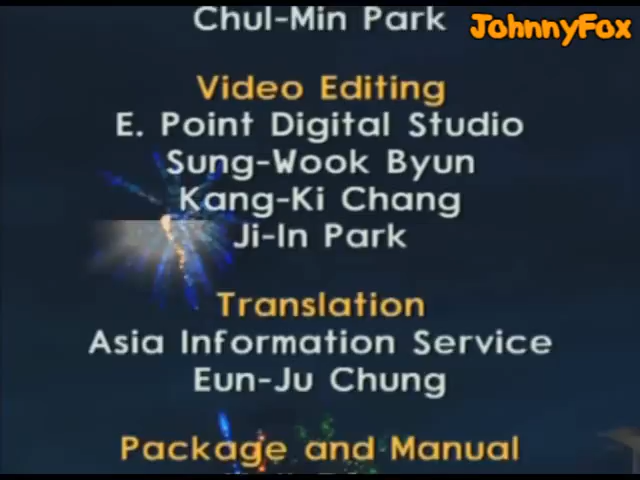 Chul-Min Park
JohnnyFox
Video Editing
E. Point Digital Studio
Sung-Wook Byun
Kang-Ki Chang
Ji-In Park
Translation
Asia Information Service
Eun-Ju Chung
Package and Manual